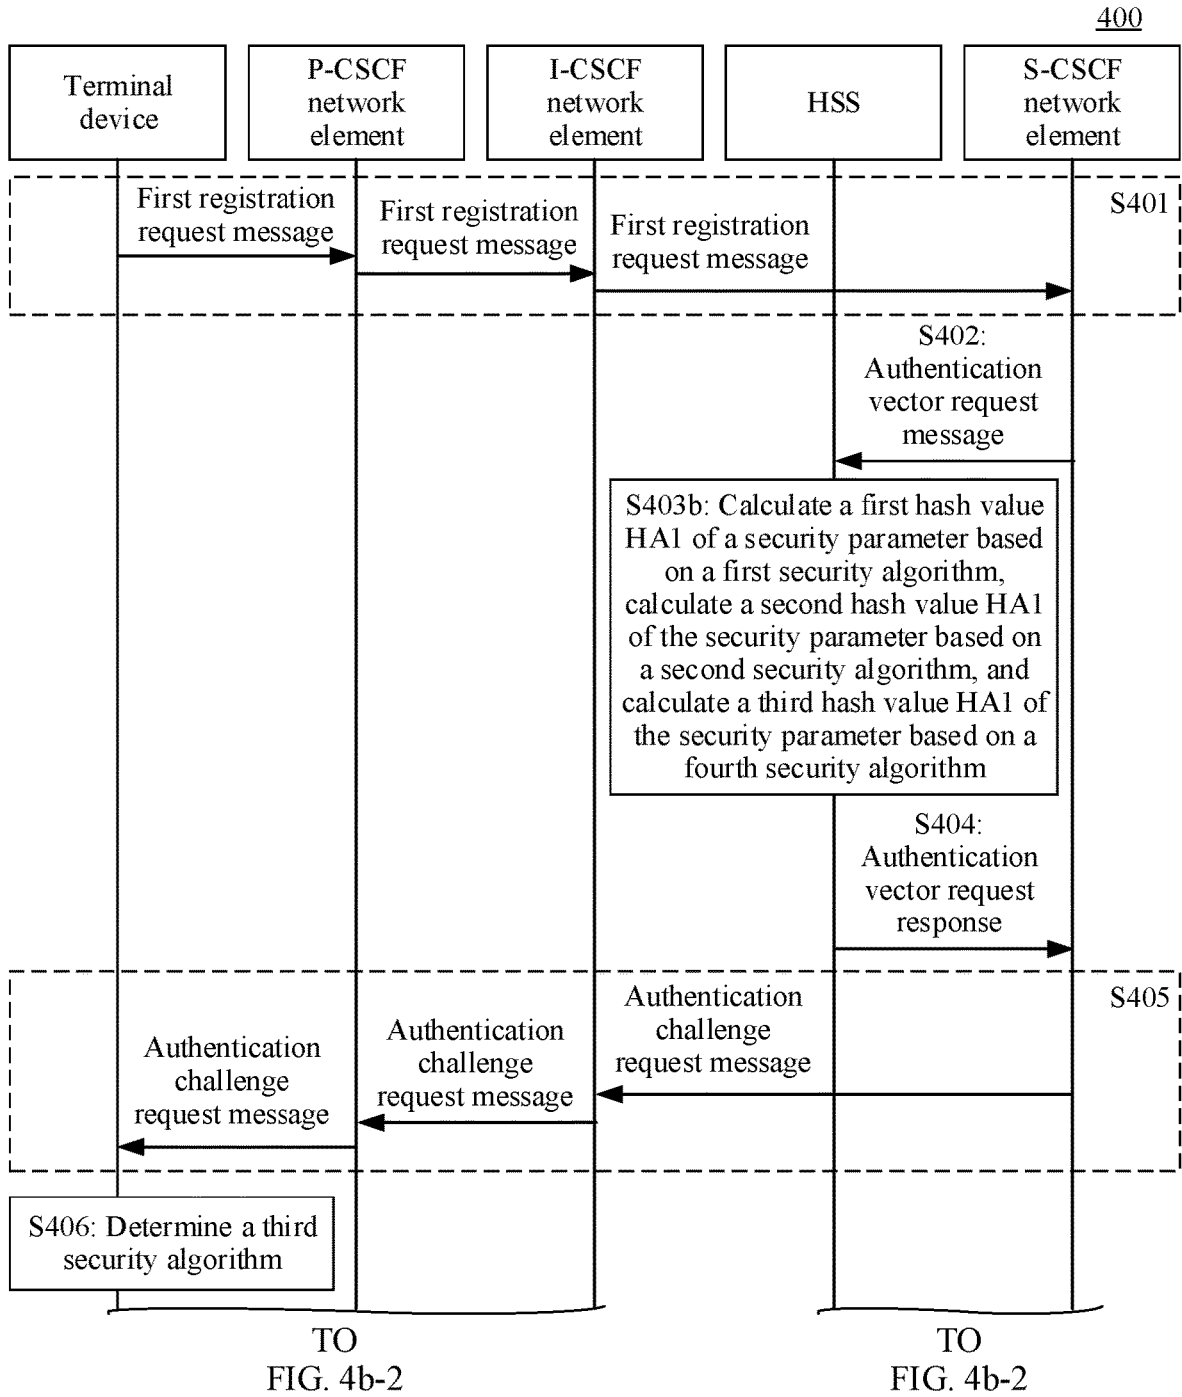 400
Terminal
device
P-CSCF
network
element
I-CSCF
network
element
HSS
S-CSCF
network
element
S401
First registration
request message
First registration
request message
First registration
request message
S402:
Authentication
vector request
message
S403b: Calculate a first hash value
HA1 of a security parameter based
on a first security algorithm,
calculate a second hash value HA1
of the security parameter based on
a second security algorithm, and
calculate a third hash value HA1 of
the security parameter based on a
fourth security algorithm
S404:
Authentication
vector request
response
S405
Authentication
challenge
request message
Authentication
challenge
request message
Authentication
challenge
request message
S406: Determine a third
security algorithm
TO
FIG. 4b-2
TO
FIG. 4b-2